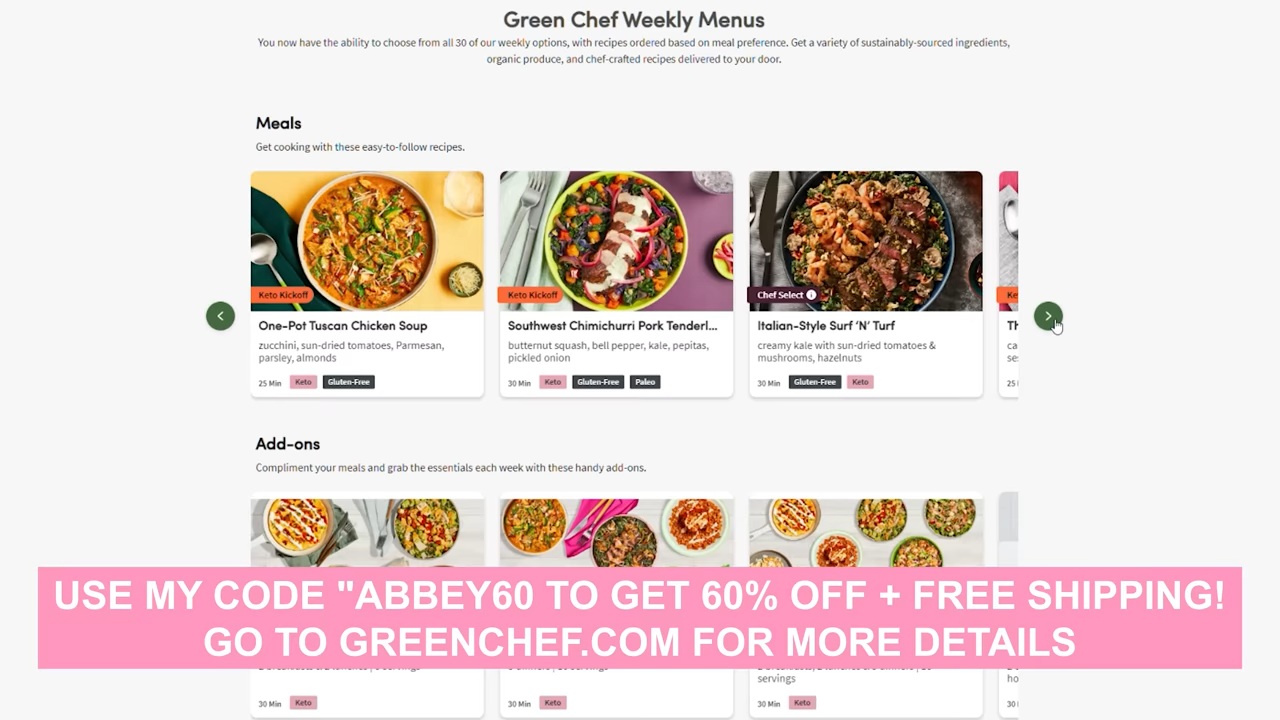 Green Chef Weekly Menus
You now have the ability to choose from all 30 of our weekly options, with recipes ordered based on meal preference. Get a variety of sustainably-sourced ingredients,
organic produce, and chef-crafted recipes delivered to your door.
Meals
Get cooking with these easy-to-follow recipes.
Keto Kickoff
One-Pot Tuscan Chicken Soup
zucchini, sun-dried tomatoes, Parmesan,
parsley, almonds
25 Min Keto Gluten-Free
Keto Kickoff
Southwest Chimichurri Pork Tenderl...
butternut squash, bell pepper, kale, pepitas,
pickled onion
30 Min Keto Gluten-Free Paleo
Chef Select i
Italian-Style Surf ‘N’ Turf
creamy kale with sun-dried tomatoes &
mushrooms, hazelnuts
30 Min Gluten-Free Keto
Ke
Th
ca
se
25
Add-ons
Compliment your meals and grab the essentials each week with these handy add-ons.
USE MY CODE "ABBEY60 TO GET 60% OFF + FREE SHIPPING!
GO TO GREENCHEF.COM FOR MORE DETAILS
30 Min Keto
30 Min Keto
servings
30 Min Keto
ho
30